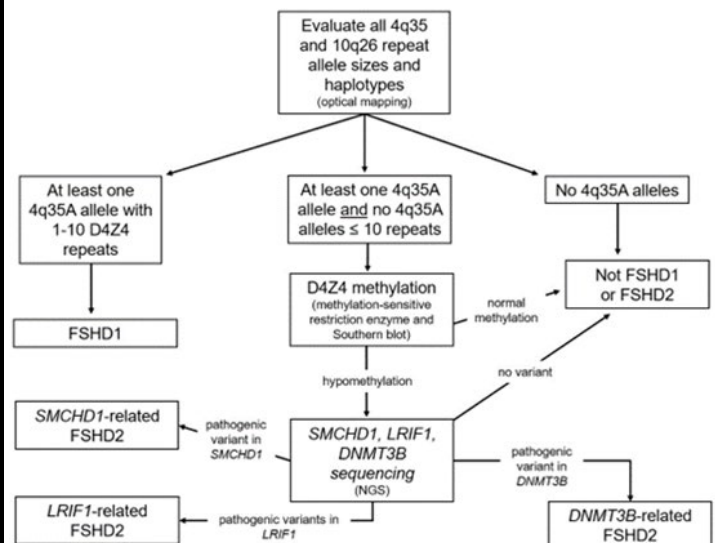 Evaluate all 4q35
and 10q26 repeat
allele sizes and
haplotypes
(optical mapping)
At least one
4q35A allele with
1-10 D4Z4
repeats
At least one 4q35A
allele and no 4q35A
alleles ≤ 10 repeats
No 4q35A alleles
FSHD1
D4Z4 methylation
(methylation-sensitive
restriction enzyme and
Southern blot)
normal
methylation
Not FSHD1
or FSHD2
hypomethylation
no variant
SMCHD1-related
FSHD2
pathogenic
variant in
SMCHD1
SMCHD1, LRIF1,
DNMT3B
sequencing
(NGS)
pathogenic
variant in
DNMT3B
LRIF1-related
FSHD2
pathogenic variants in
LRIF1
DNMT3B-related
FSHD2